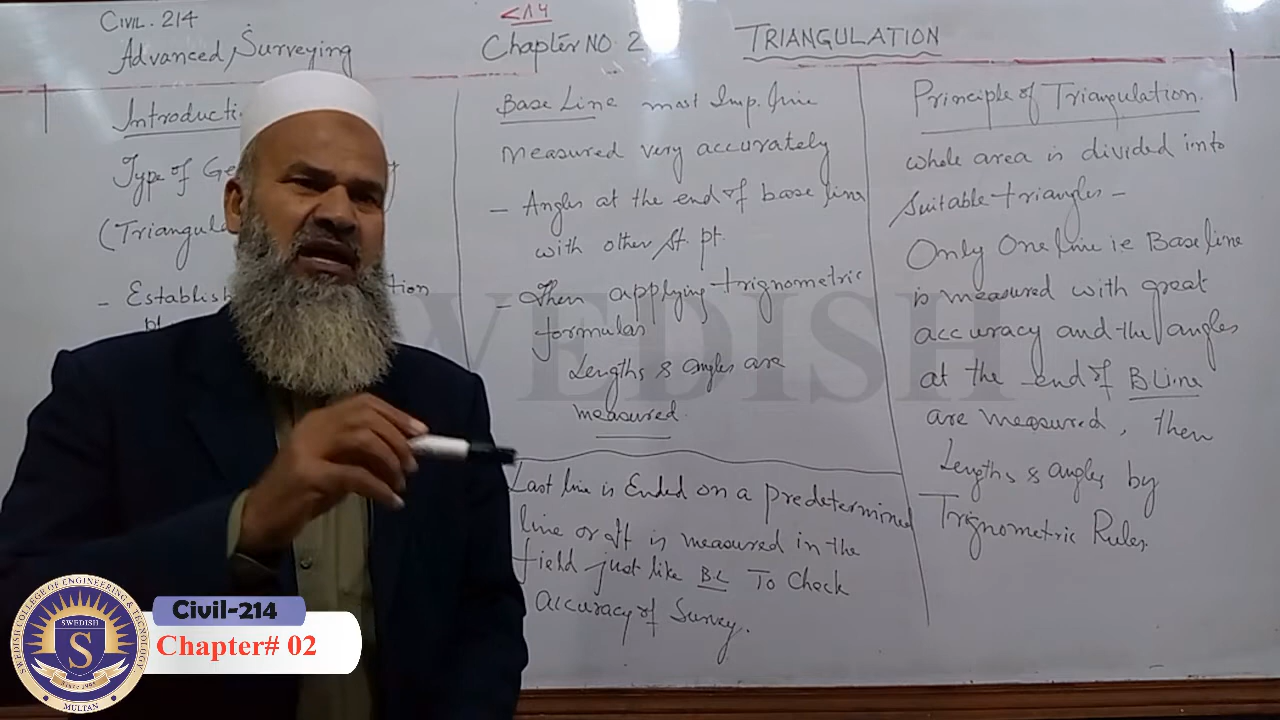 CIVIL. 214
Advanced Surveying
Chapter NO. 2
TRIANGULATION
Introducti
Type of Ge
(Triangula
- Establish tion
pt
Base Line most Imp. line
Measured very accurately
- Angles at the end of base line
with other st. pt.
- Then applying trignometric
formulas
Lengths & angles are
measured.
Last line is Ended on a predetermined
line or it is measured in the
field just like B.L To Check
accuracy of Survey.
Principle of Triangulation.
whole area is divided into
suitable triangles -
Only One line i.e Base line
is measured with great
accuracy and the angles
at the end of B Line
are measured, then
Lengths & angles by
Trignometric Rules.
SWEDISH
SWEDISH COLLEGE OF ENGINEERING & TECHNOLOGY
SWEDISH
S
SINCE 1993
MULTAN
Civil-214
Chapter# 02